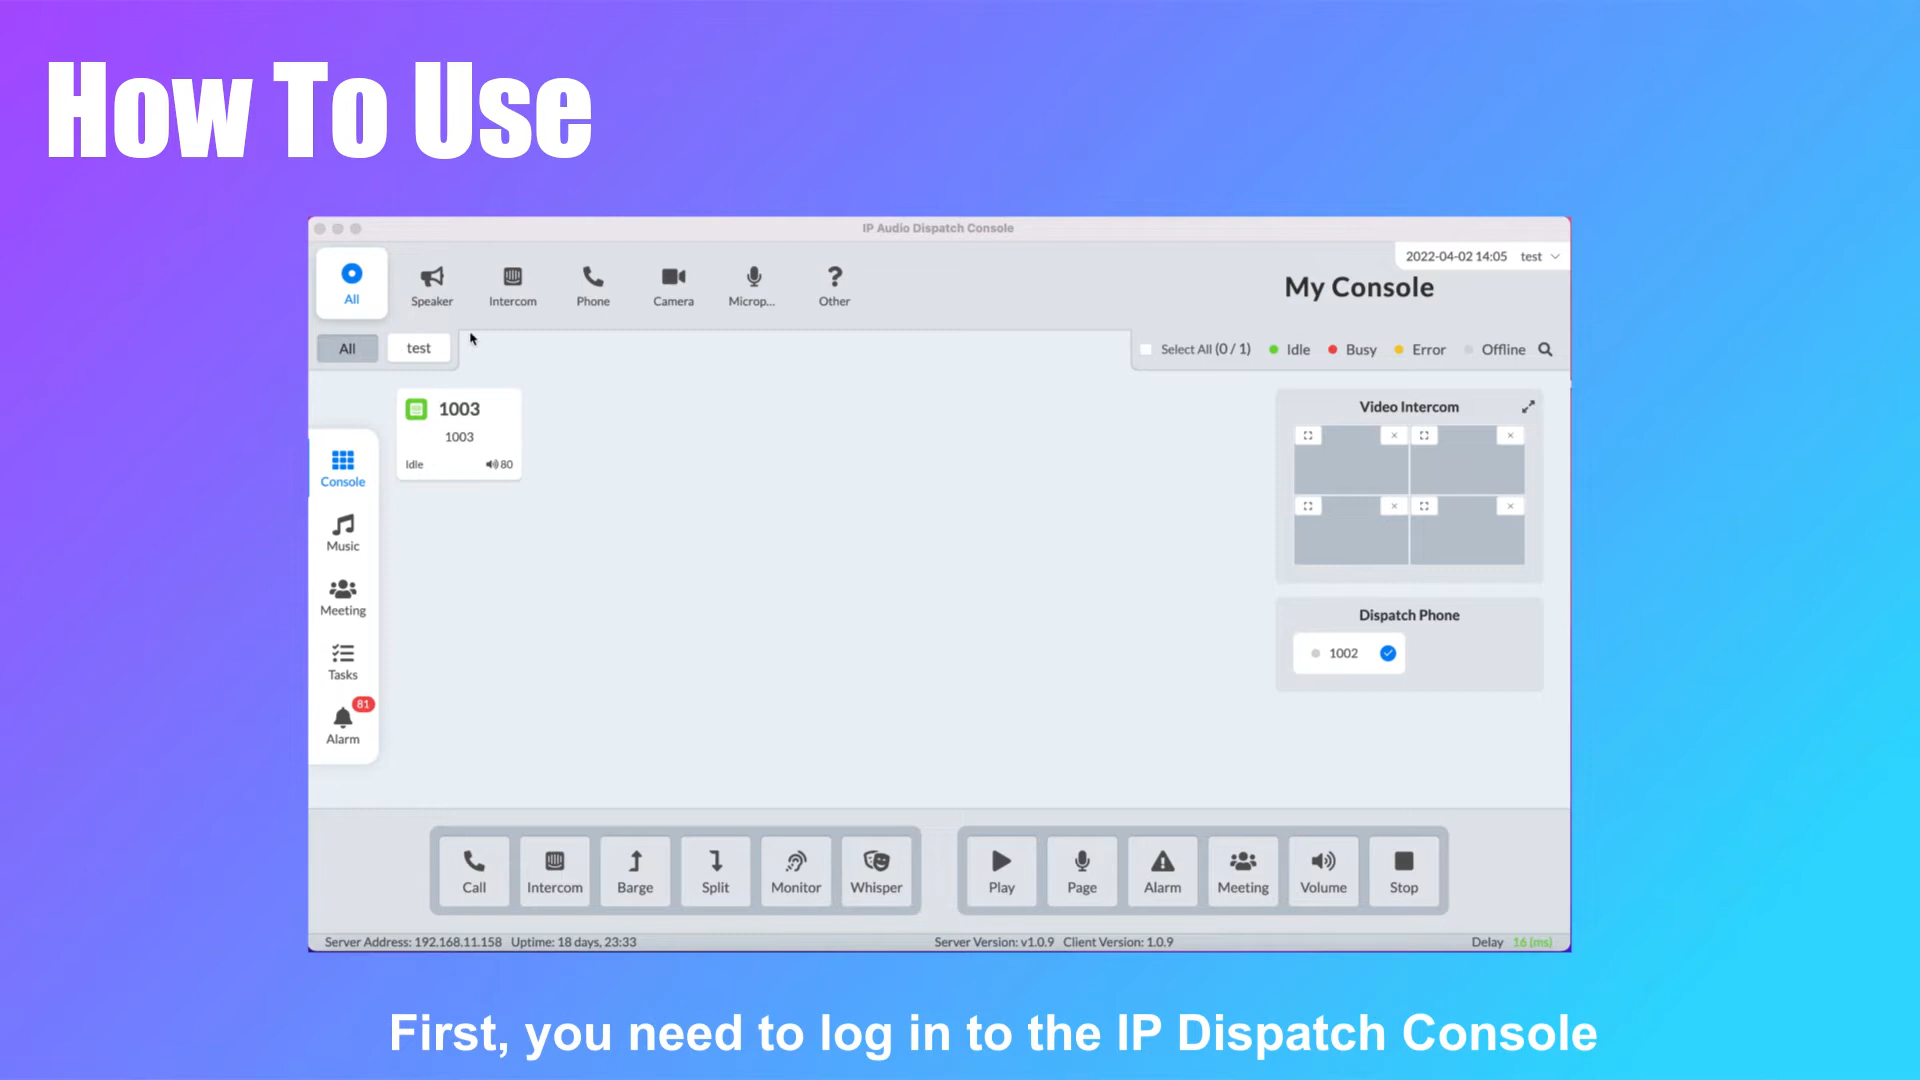 How To Use
IP Audio Dispatch Console
2022-04-02 14:05 test
All Speaker Intercom Phone Camera Microp... Other
My Console
All test
Select All (0 / 1) Idle Busy Error Offline
1003
1003
Idle 80
Video Intercom
Console
Music
Meeting
Tasks
81
Alarm
Dispatch Phone
1002
Call Intercom Barge Split Monitor Whisper Play Page Alarm Meeting Volume Stop
Server Address: 192.168.11.158 Uptime: 18 days, 23:33 Server Version: v1.0.9 Client Version: 1.0.9 Delay 16 (ms)
First, you need to log in to the IP Dispatch Console